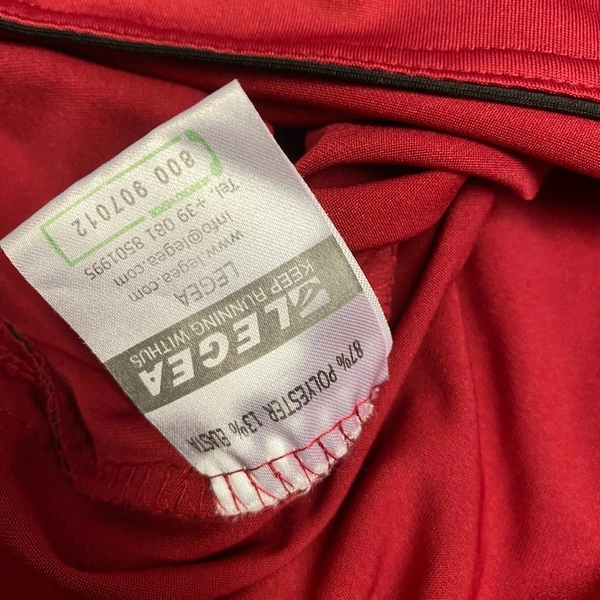 87% POLYESTER 13% ELASTA
LEGEA
KEEP RUNNING WITH US
LEGEA
www.legea.com
info@legea.com
Tel. +39 081 8501995
800 907012